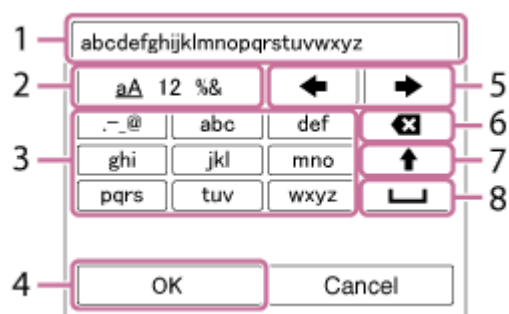 1 abcdefghijklmnopqrstuvwxyz
2 aA 12 %& 5
.-_@ abc def 6
3 ghi jkl mno 7
pqrs tuv wxyz 8
4 OK Cancel